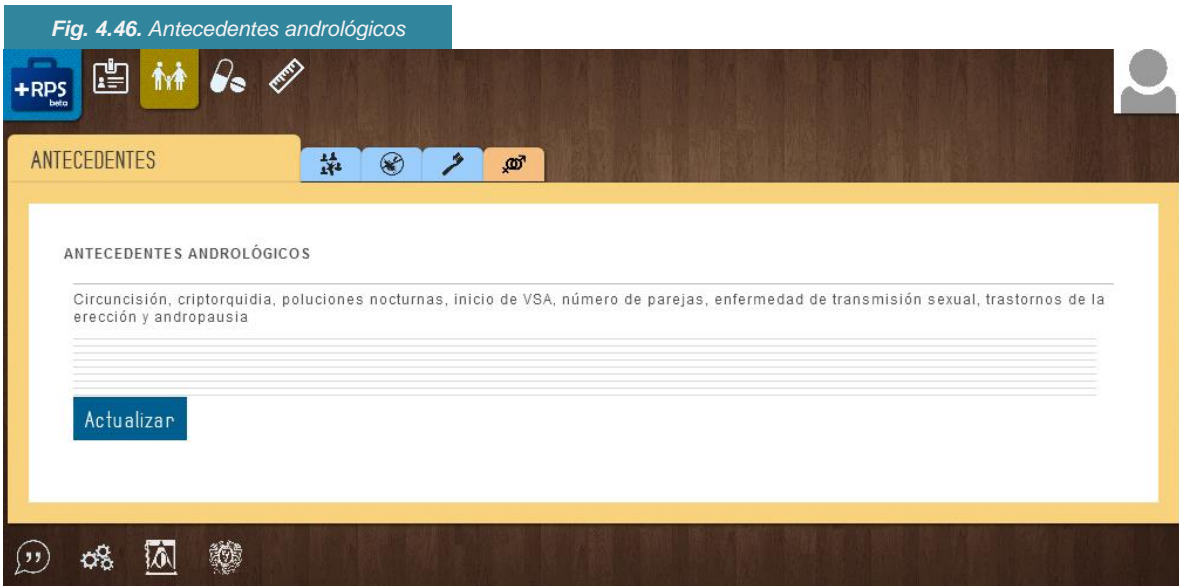 Fig. 4.46. Antecedentes andrológicos
+RPS
beta
ANTECEDENTES
ANTECEDENTES ANDROLÓGICOS
Circuncisión, criptorquidia, poluciones nocturnas, inicio de VSA, número de parejas, enfermedad de transmisión sexual, trastornos de la
erección y andropausia
Actualizar